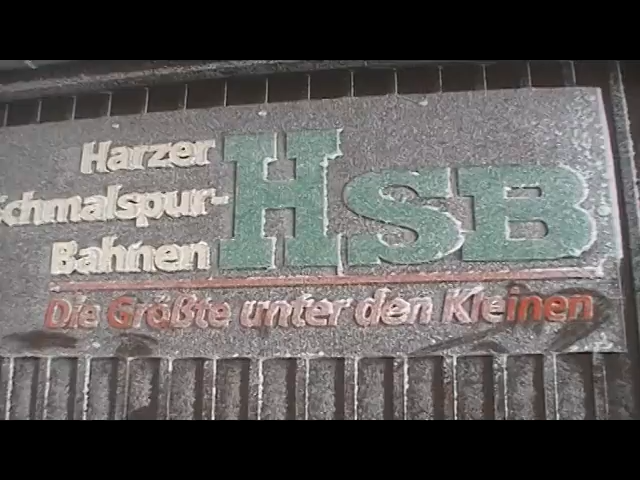 Harzer
Schmalspur-
Bahnen
HSB
Die Größte unter den Kleinen